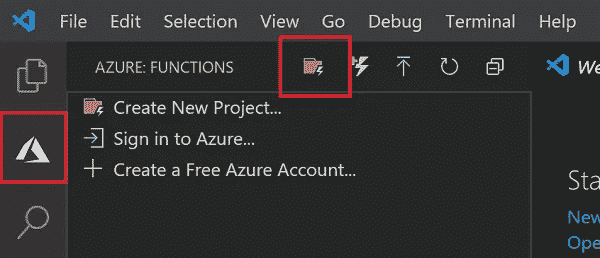 File Edit Selection View Go Debug Terminal Help
AZURE: FUNCTIONS
We
Create New Project...
Sign in to Azure...
Create a Free Azure Account...
Sta
New
Ope